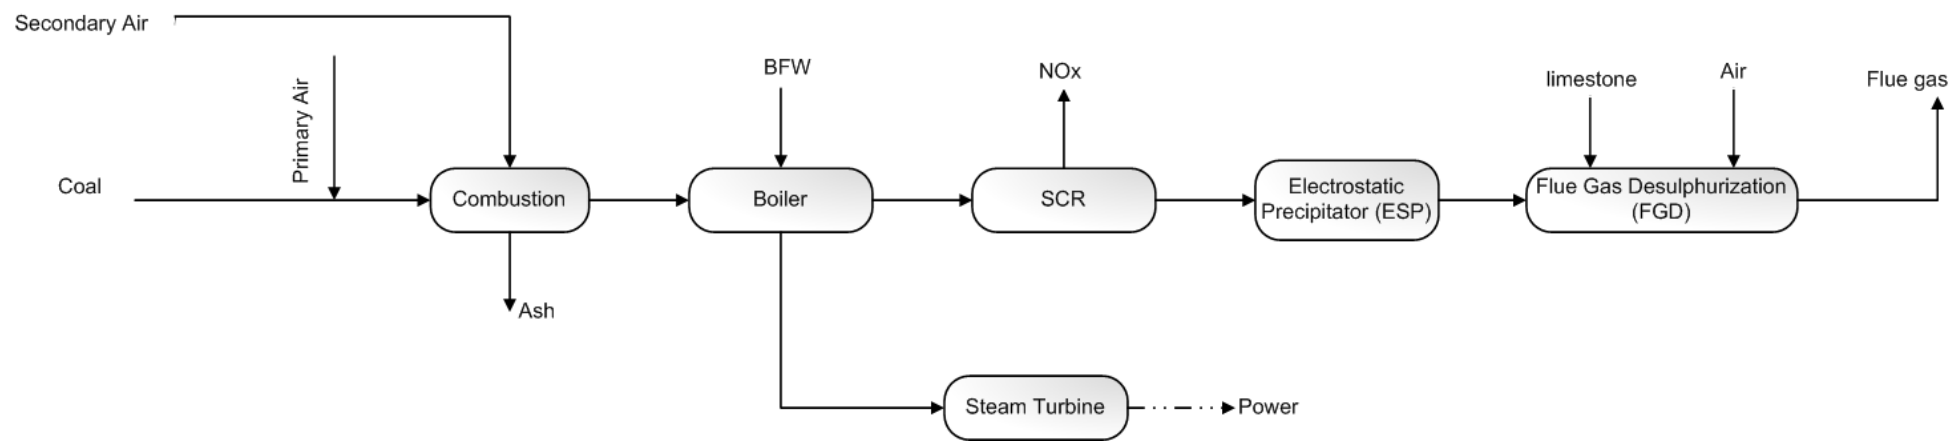 Secondary Air
Primary Air
BFW
NOx
limestone
Air
Flue gas
Coal
Combustion
Boiler
SCR
Electrostatic
Precipitator (ESP)
Flue Gas Desulphurization
(FGD)
Ash
Steam Turbine
Power